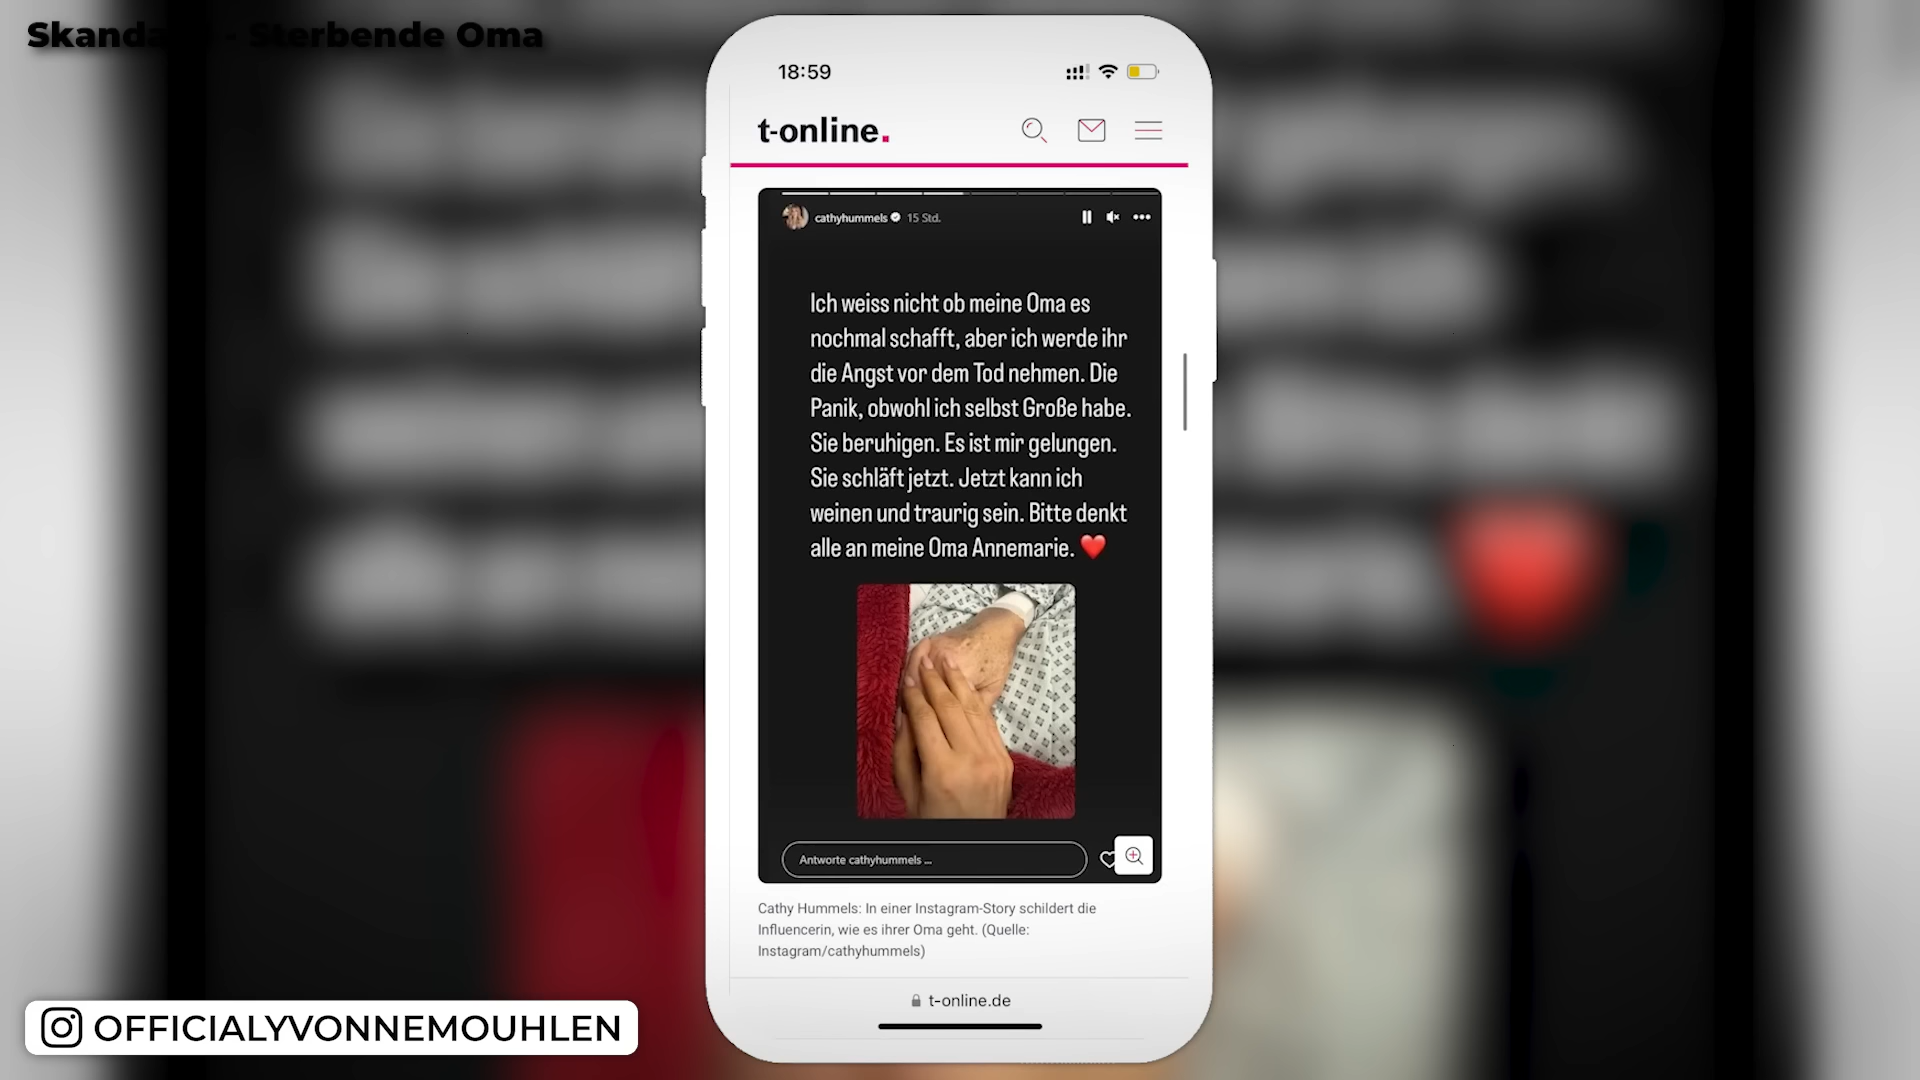 Skanda - Sterbende Oma
18:59
t-online.
cathyhummels 15 Std.
Ich weiss nicht ob meine Oma es
nochmal schafft, aber ich werde ihr
die Angst vor dem Tod nehmen. Die
Panik, obwohl ich selbst Große habe.
Sie beruhigen. Es ist mir gelungen.
Sie schläft jetzt. Jetzt kann ich
weinen und traurig sein. Bitte denkt
alle an meine Oma Annemarie. ❤️
Antworte cathyhummels ...
Cathy Hummels: In einer Instagram-Story schildert die
Influencerin, wie es ihrer Oma geht. (Quelle:
Instagram/cathyhummels)
t-online.de
OFFICIALYVONNEMOUHLEN